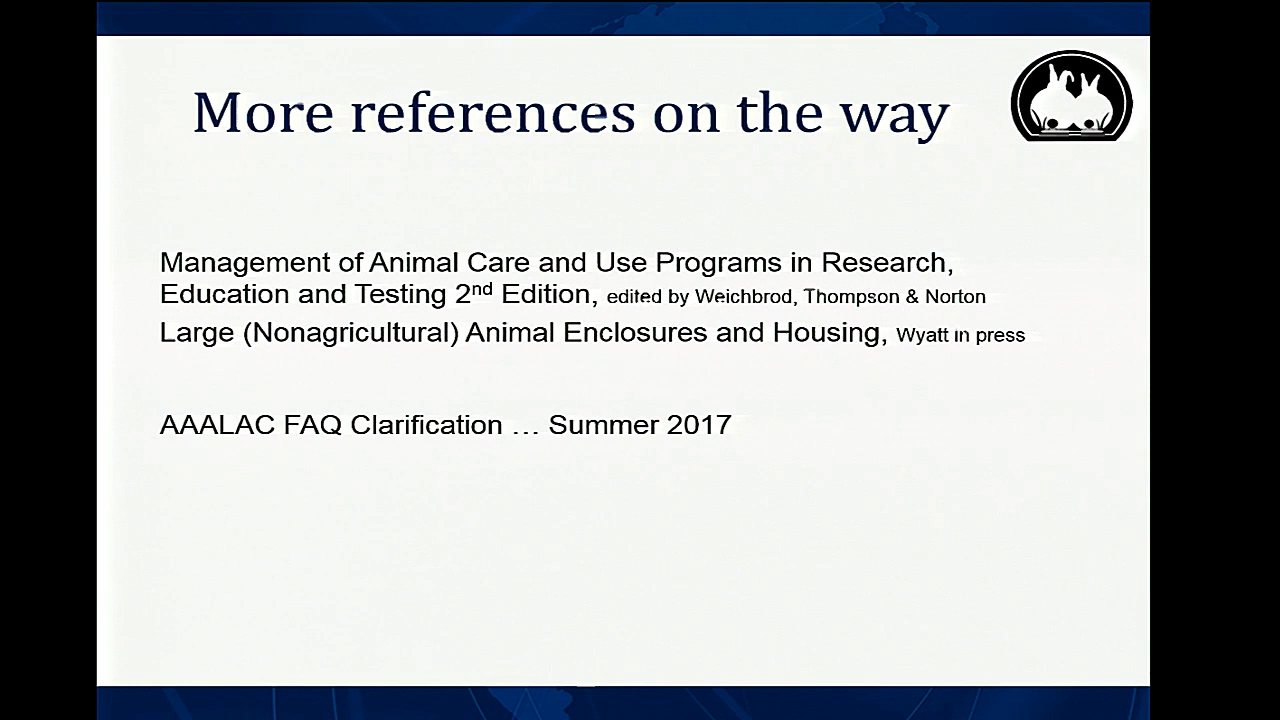 More references on the way
Management of Animal Care and Use Programs in Research,
Education and Testing 2nd Edition, edited by Weichbrod, Thompson & Norton
Large (Nonagricultural) Animal Enclosures and Housing, Wyatt in press
AAALAC FAQ Clarification … Summer 2017